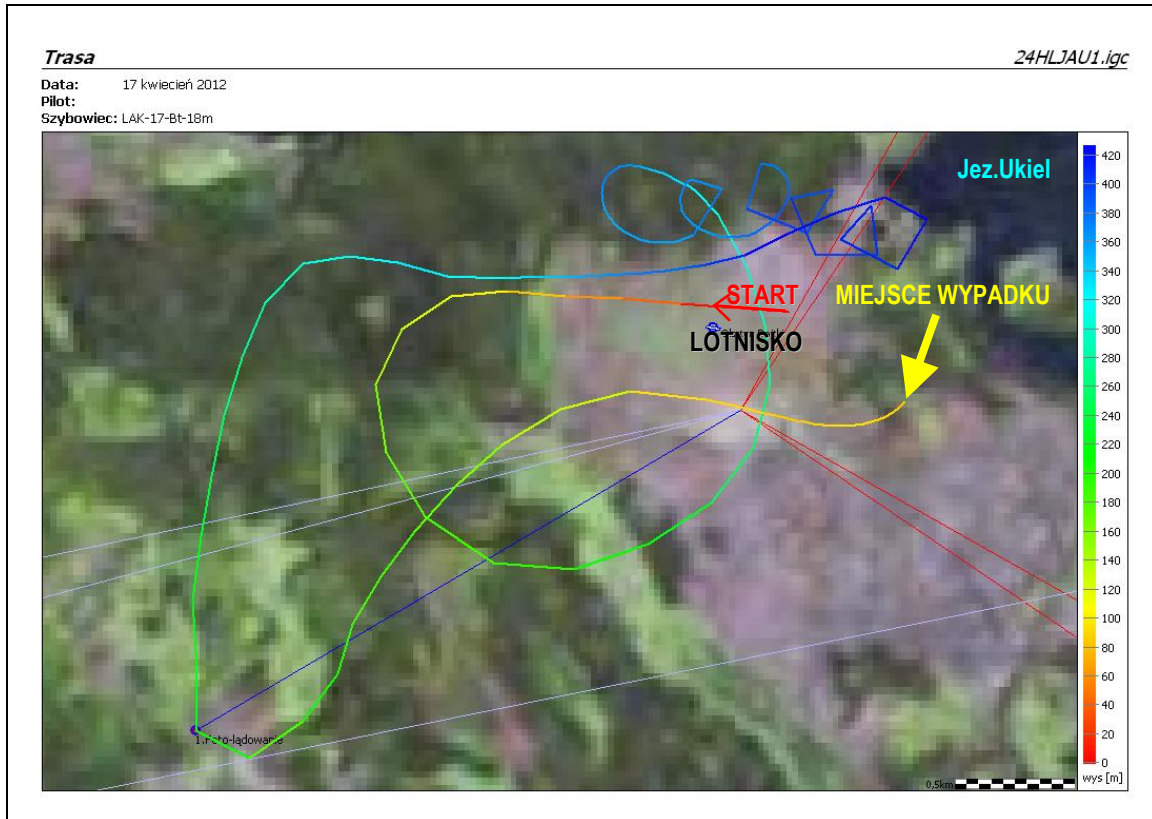 Trasa
24HLJAU1.igc
Data: 17 kwiecień 2012
Pilot:
Szybowiec: LAK-17-Bt-18m
Jez.Ukiel
START
MIEJSCE WYPADKU
LOTNISKO
1.Foto-lądowanie
0,5km
420
400
380
360
340
320
300
280
260
240
220
200
180
160
140
120
100
80
60
40
20
0
wys [m]